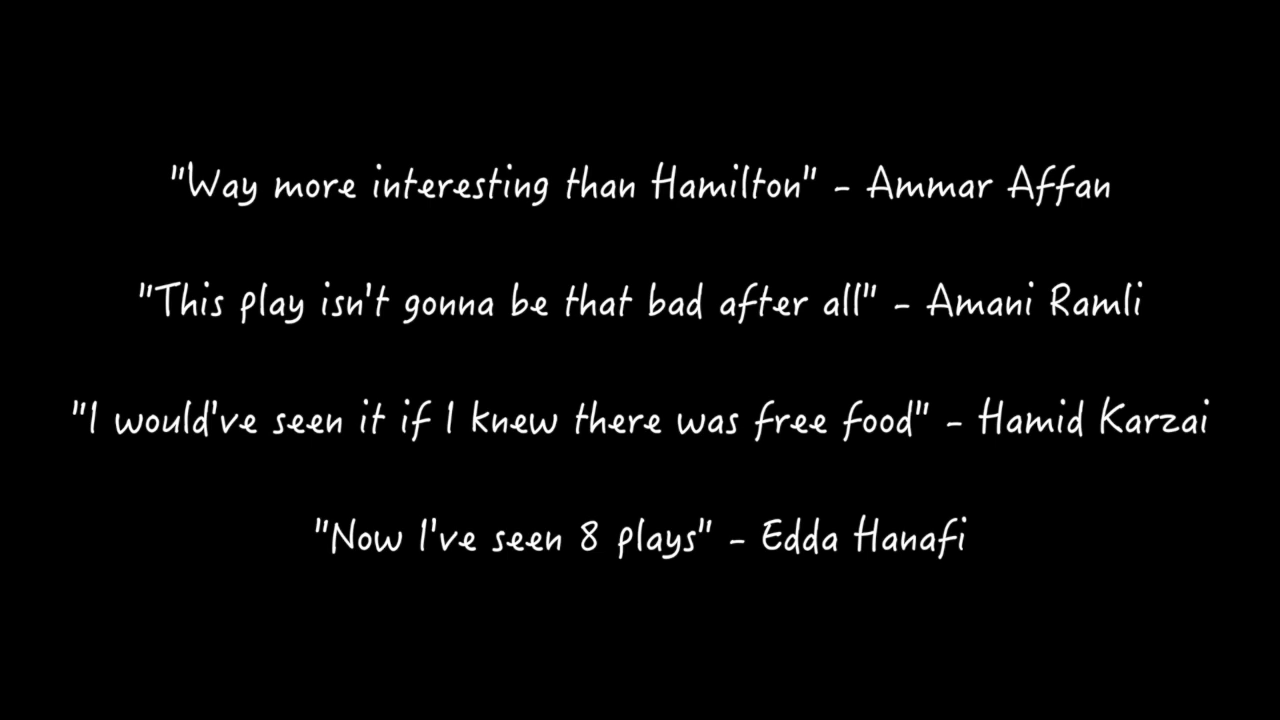 "Way more interesting than Hamilton" - Ammar Affan
"This play isn't gonna be that bad after all" - Amani Ramli
"I would've seen it if I knew there was free food" - Hamid Karzai
"Now I've seen 8 plays" - Edda Hanafi